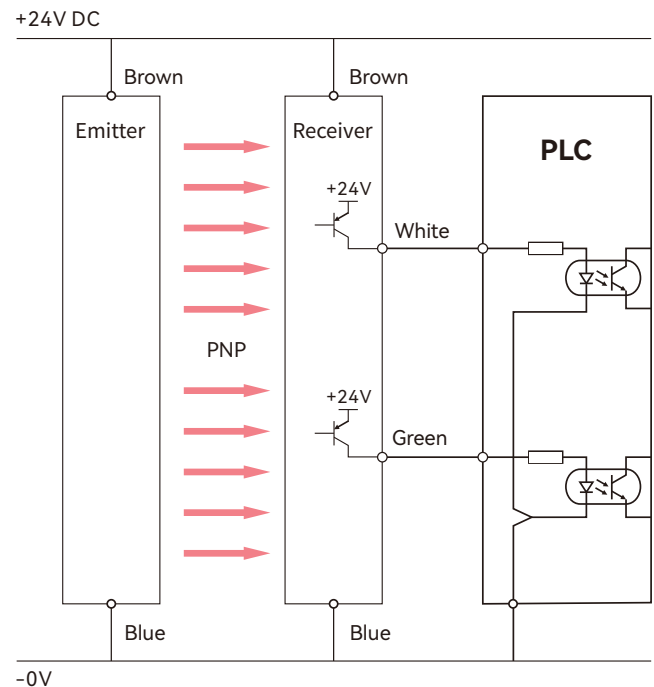 +24V DC
Brown
Brown
Emitter
Receiver
PLC
+24V
White
PNP
+24V
Green
Blue
Blue
-0V